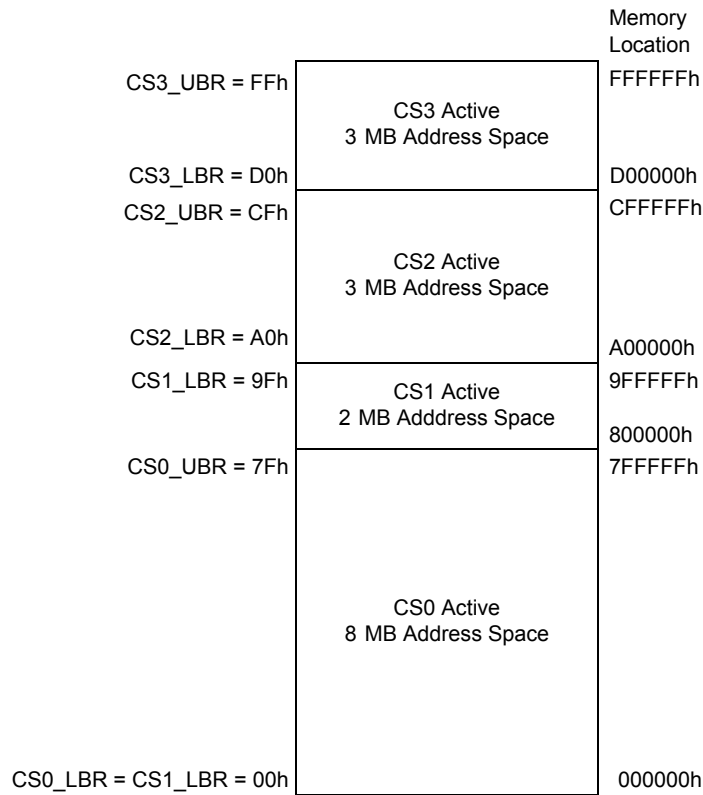 Memory
Location
CS3_UBR = FFh
FFFFFFh
CS3 Active
3 MB Address Space
CS3_LBR = D0h
D00000h
CS2_UBR = CFh
CFFFFFh
CS2 Active
3 MB Address Space
CS2_LBR = A0h
A00000h
CS1_LBR = 9Fh
9FFFFFh
CS1 Active
2 MB Adddress Space
800000h
CS0_UBR = 7Fh
7FFFFFh
CS0 Active
8 MB Address Space
CS0_LBR = CS1_LBR = 00h
000000h